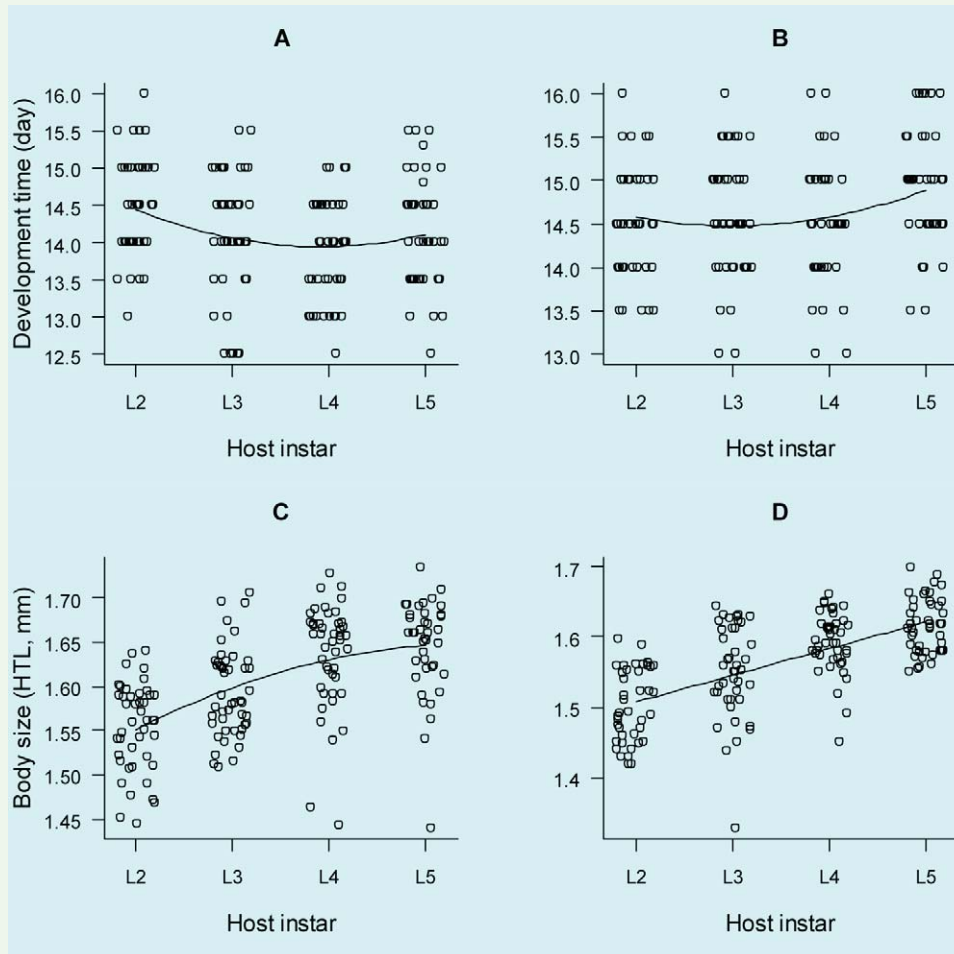 A
Development time (day)
16.0
15.5
15.0
14.5
14.0
13.5
13.0
12.5
L2 L3 L4 L5
Host instar
B
16.0
15.5
15.0
14.5
14.0
13.5
13.0
L2 L3 L4 L5
Host instar
C
Body size (HTL, mm)
1.70
1.65
1.60
1.55
1.50
1.45
L2 L3 L4 L5
Host instar
D
1.7
1.6
1.5
1.4
L2 L3 L4 L5
Host instar